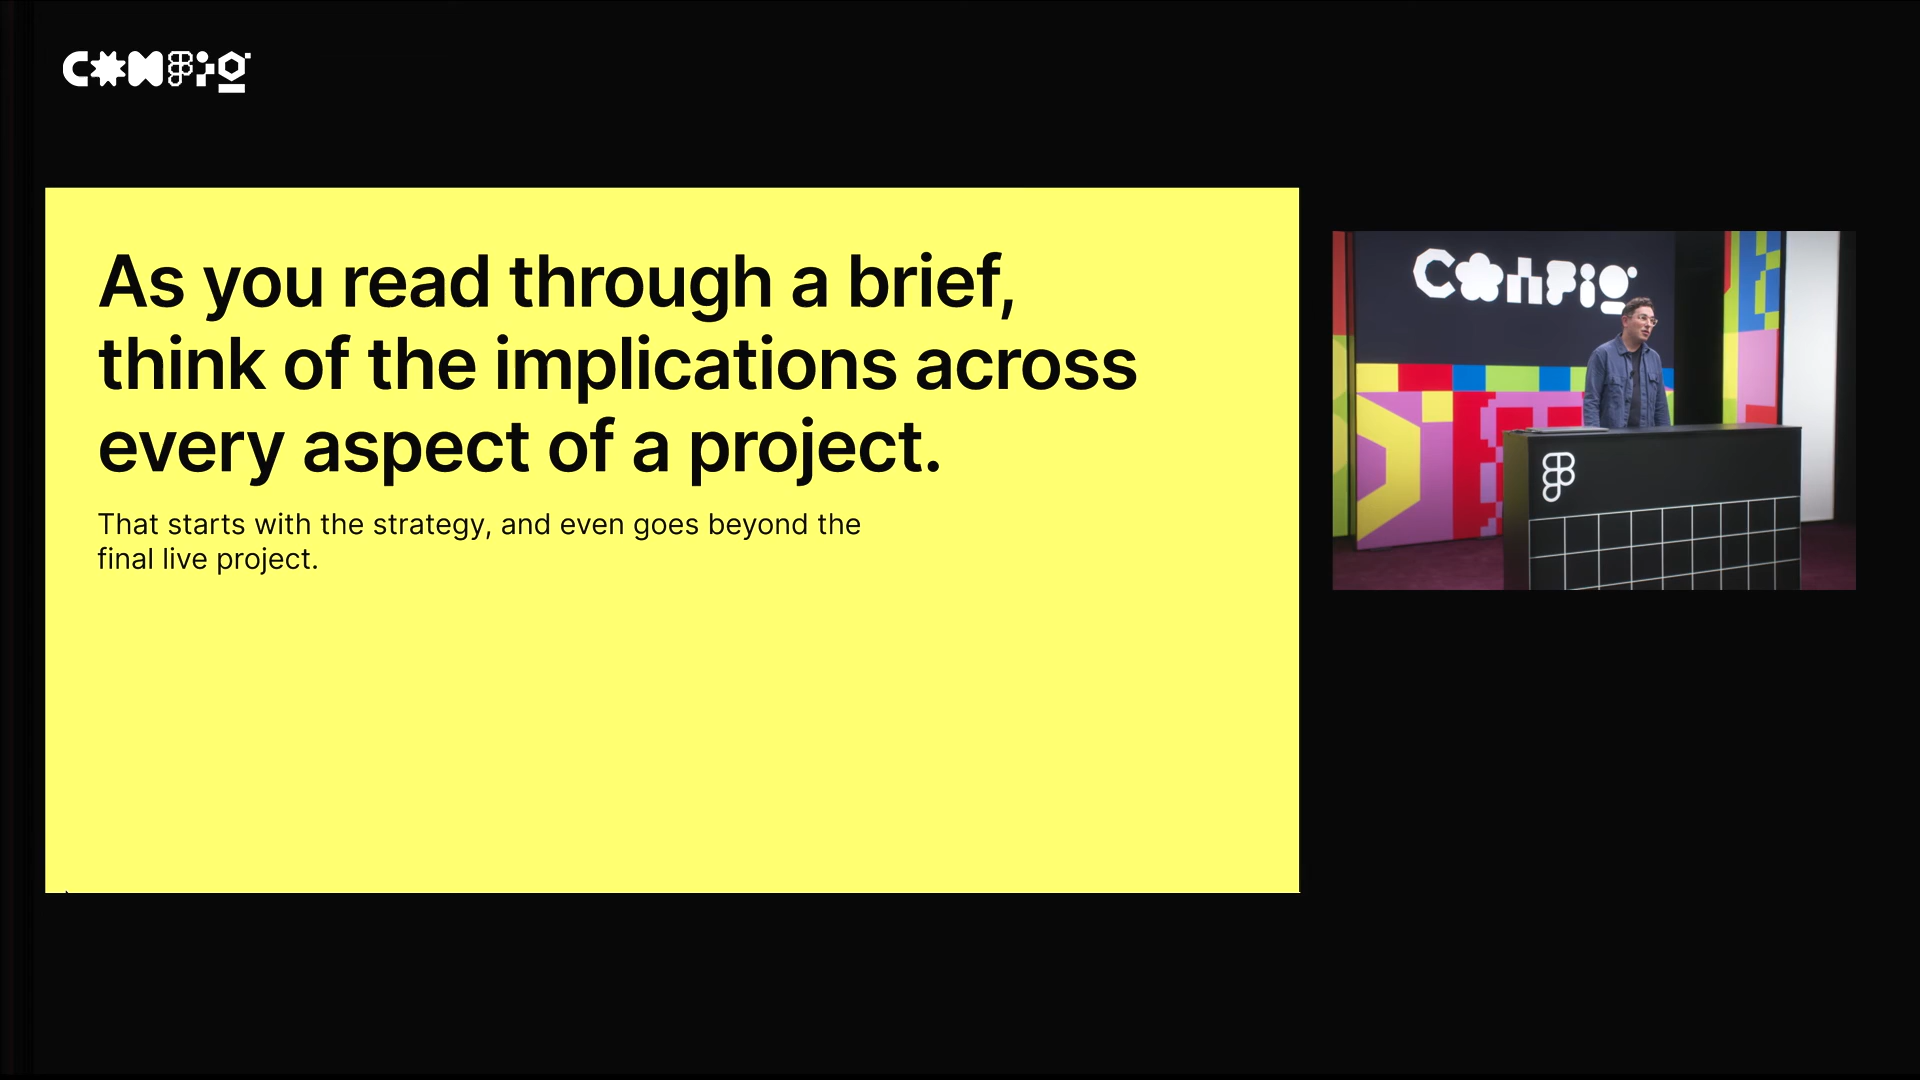 Config
As you read through a brief,
think of the implications across
every aspect of a project.
That starts with the strategy, and even goes beyond the
final live project.
Config